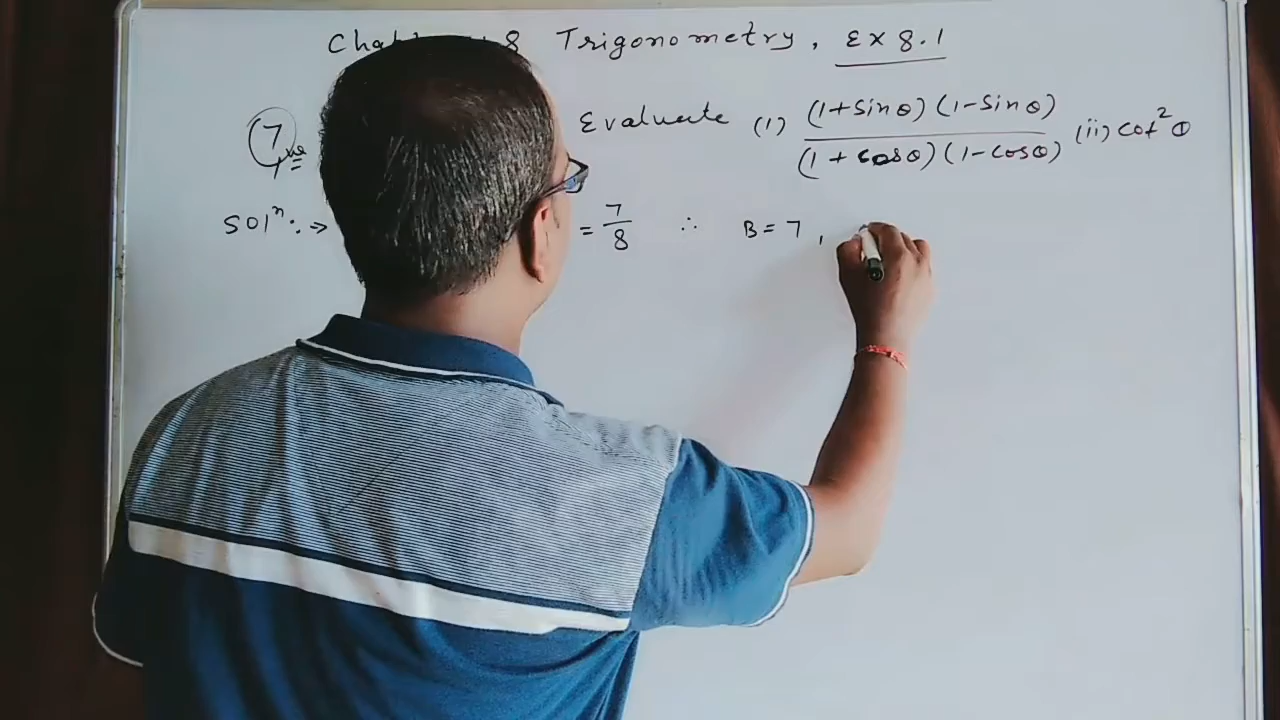 8 Trigonometry, Ex 8.1
7 Evaluate (i) (1+sinθ)(1-sinθ) / (1+cosθ)(1-cosθ) (ii) cot²θ
Solⁿ:→ = 7/8 ∴ B=7,